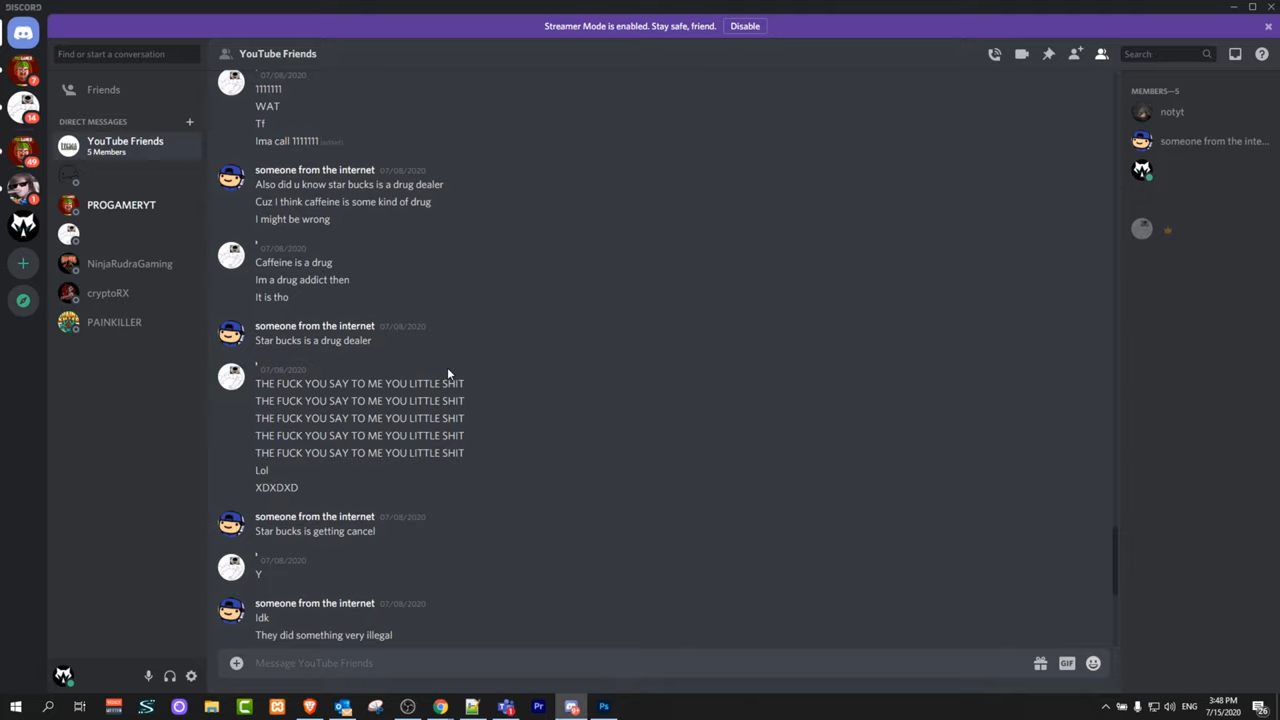 DISCORD
Streamer Mode is enabled. Stay safe, friend.
Disable
Find or start a conversation
YouTube Friends
Search
7
14
49
1
Friends
DIRECT MESSAGES
YouTube Friends
5 Members
PROGAMERYT
NinjaRudraGaming
cryptoRX
PAINKILLER
07/08/2020
1111111
WAT
Tf
Ima call 1111111 (edited)
someone from the internet 07/08/2020
Also did u know star bucks is a drug dealer
Cuz I think caffeine is some kind of drug
I might be wrong
' 07/08/2020
Caffeine is a drug
Im a drug addict then
It is tho
someone from the internet 07/08/2020
Star bucks is a drug dealer
' 07/08/2020
THE FUCK YOU SAY TO ME YOU LITTLE SHIT
THE FUCK YOU SAY TO ME YOU LITTLE SHIT
THE FUCK YOU SAY TO ME YOU LITTLE SHIT
THE FUCK YOU SAY TO ME YOU LITTLE SHIT
THE FUCK YOU SAY TO ME YOU LITTLE SHIT
Lol
XDXDXD
someone from the internet 07/08/2020
Star bucks is getting cancel
' 07/08/2020
Y
someone from the internet 07/08/2020
Idk
They did something very illegal
Message YouTube Friends
GIF
MEMBERS—5
notyt
someone from the inte...
Pr
Ps
ENG
3:48 PM
7/15/2020
26